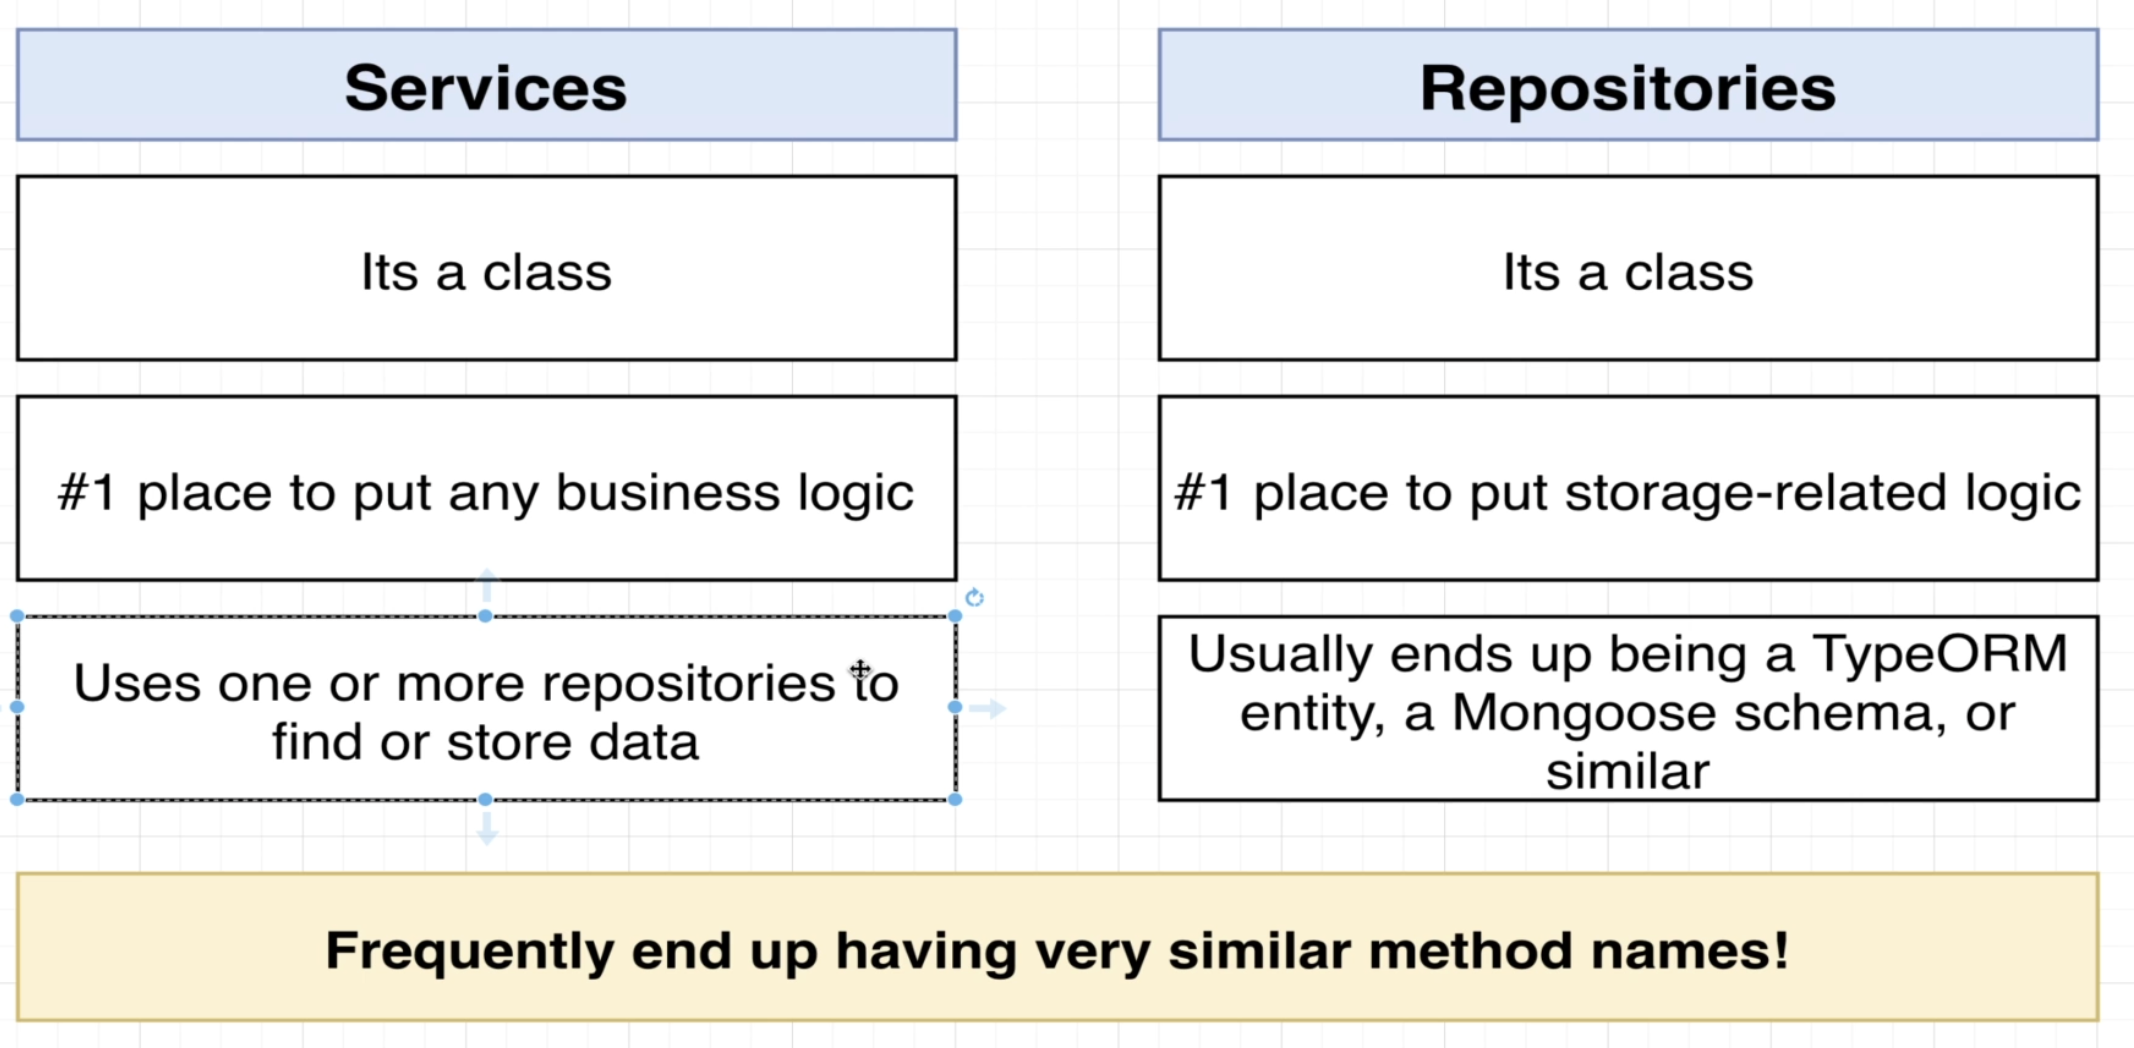 Services
Repositories
Its a class
Its a class
#1 place to put any business logic
#1 place to put storage-related logic
Uses one or more repositories to
find or store data
Usually ends up being a TypeORM
entity, a Mongoose schema, or
similar
Frequently end up having very similar method names!